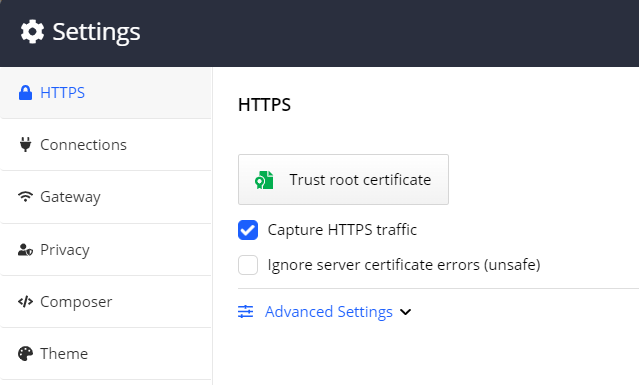 Settings
HTTPS
Connections
Gateway
Privacy
Composer
Theme
HTTPS
Trust root certificate
Capture HTTPS traffic
Ignore server certificate errors (unsafe)
Advanced Settings